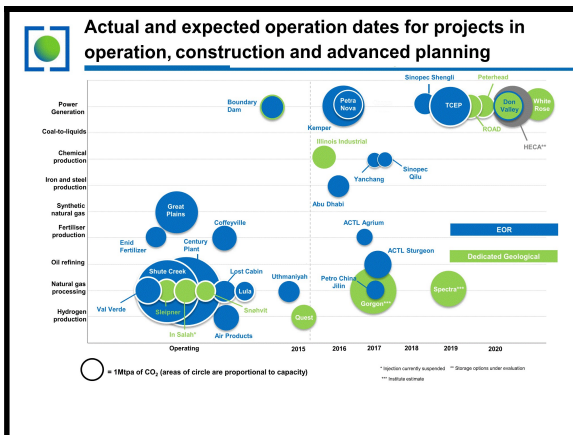 Actual and expected operation dates for projects in
operation, construction and advanced planning
Power
Generation
Coal-to-liquids
Chemical
production
Iron and steel
production
Synthetic
natural gas
Fertiliser
production
Oil refining
Natural gas
processing
Hydrogen
production
Boundary
Dam
Petra
Nova
Kemper
Sinopec Shengli
Peterhead
TCEP
ROAD
Don
Valley
White
Rose
HECA**
Illinois Industrial
Yanchang
Sinopec
Qilu
Abu Dhabi
Great
Plains
Enid
Fertilizer
Coffeyville
Century
Plant
ACTL Agrium
EOR
Dedicated Geological
ACTL Sturgeon
Shute Creek
Lost Cabin
Uthmaniyah
Petro China
Jilin
Val Verde
Sleipner
Lula
Snøhvit
Gorgon***
Spectra***
In Salah*
Air Products
Quest
Operating
2015
2016
2017
2018
2019
2020
= 1Mtpa of CO2 (areas of circle are proportional to capacity)
* Injection currently suspended
** Storage options under evaluation
*** Institute estimate